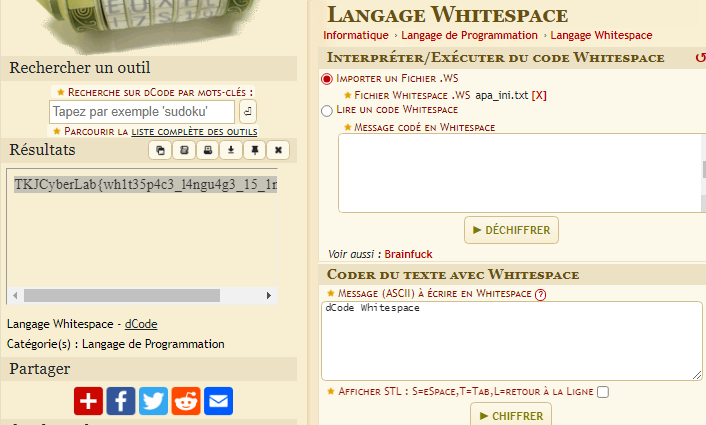 Rechercher un outil
★ Recherche sur dCode par mots-clés :
Tapez par exemple 'sudoku'
★ Parcourir la liste complète des outils
Résultats
TKJCyberLab{wh1t35p4c3_l4ngu4g3_15_1
Langage Whitespace - dCode
Catégorie(s) : Langage de Programmation
Partager
Langage Whitespace
Informatique › Langage de Programmation › Langage Whitespace
Interpréter/Exécuter du code Whitespace
Importer un Fichier .WS
★ Fichier Whitespace .WS apa_ini.txt [X]
Lire un code Whitespace
★ Message codé en Whitespace
► DÉCHIFFRER
Voir aussi : Brainfuck
Coder du texte avec Whitespace
★ Message (ASCII) à écrire en Whitespace (?)
dCode Whitespace
★ Afficher STL : S=eSpace,T=Tab,L=retour à la Ligne
► CHIFFRER